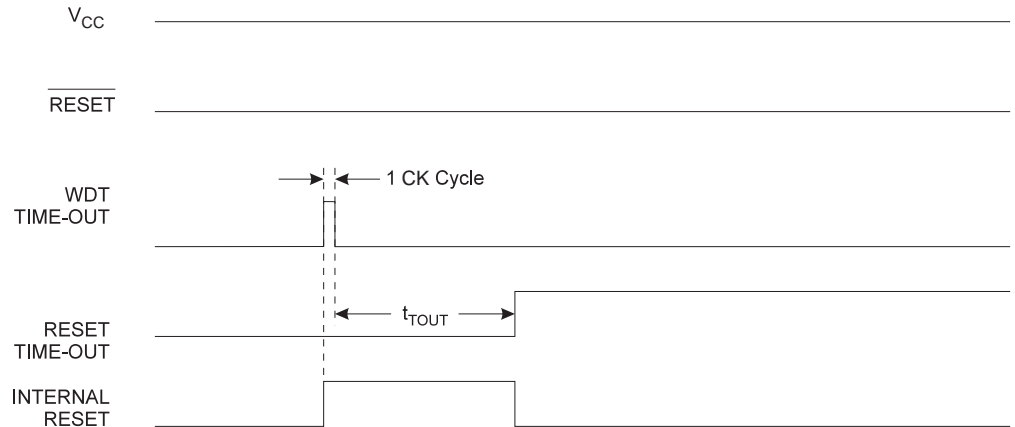 VCC
RESET
1 CK Cycle
WDT
TIME-OUT
tTOUT
RESET
TIME-OUT
INTERNAL
RESET